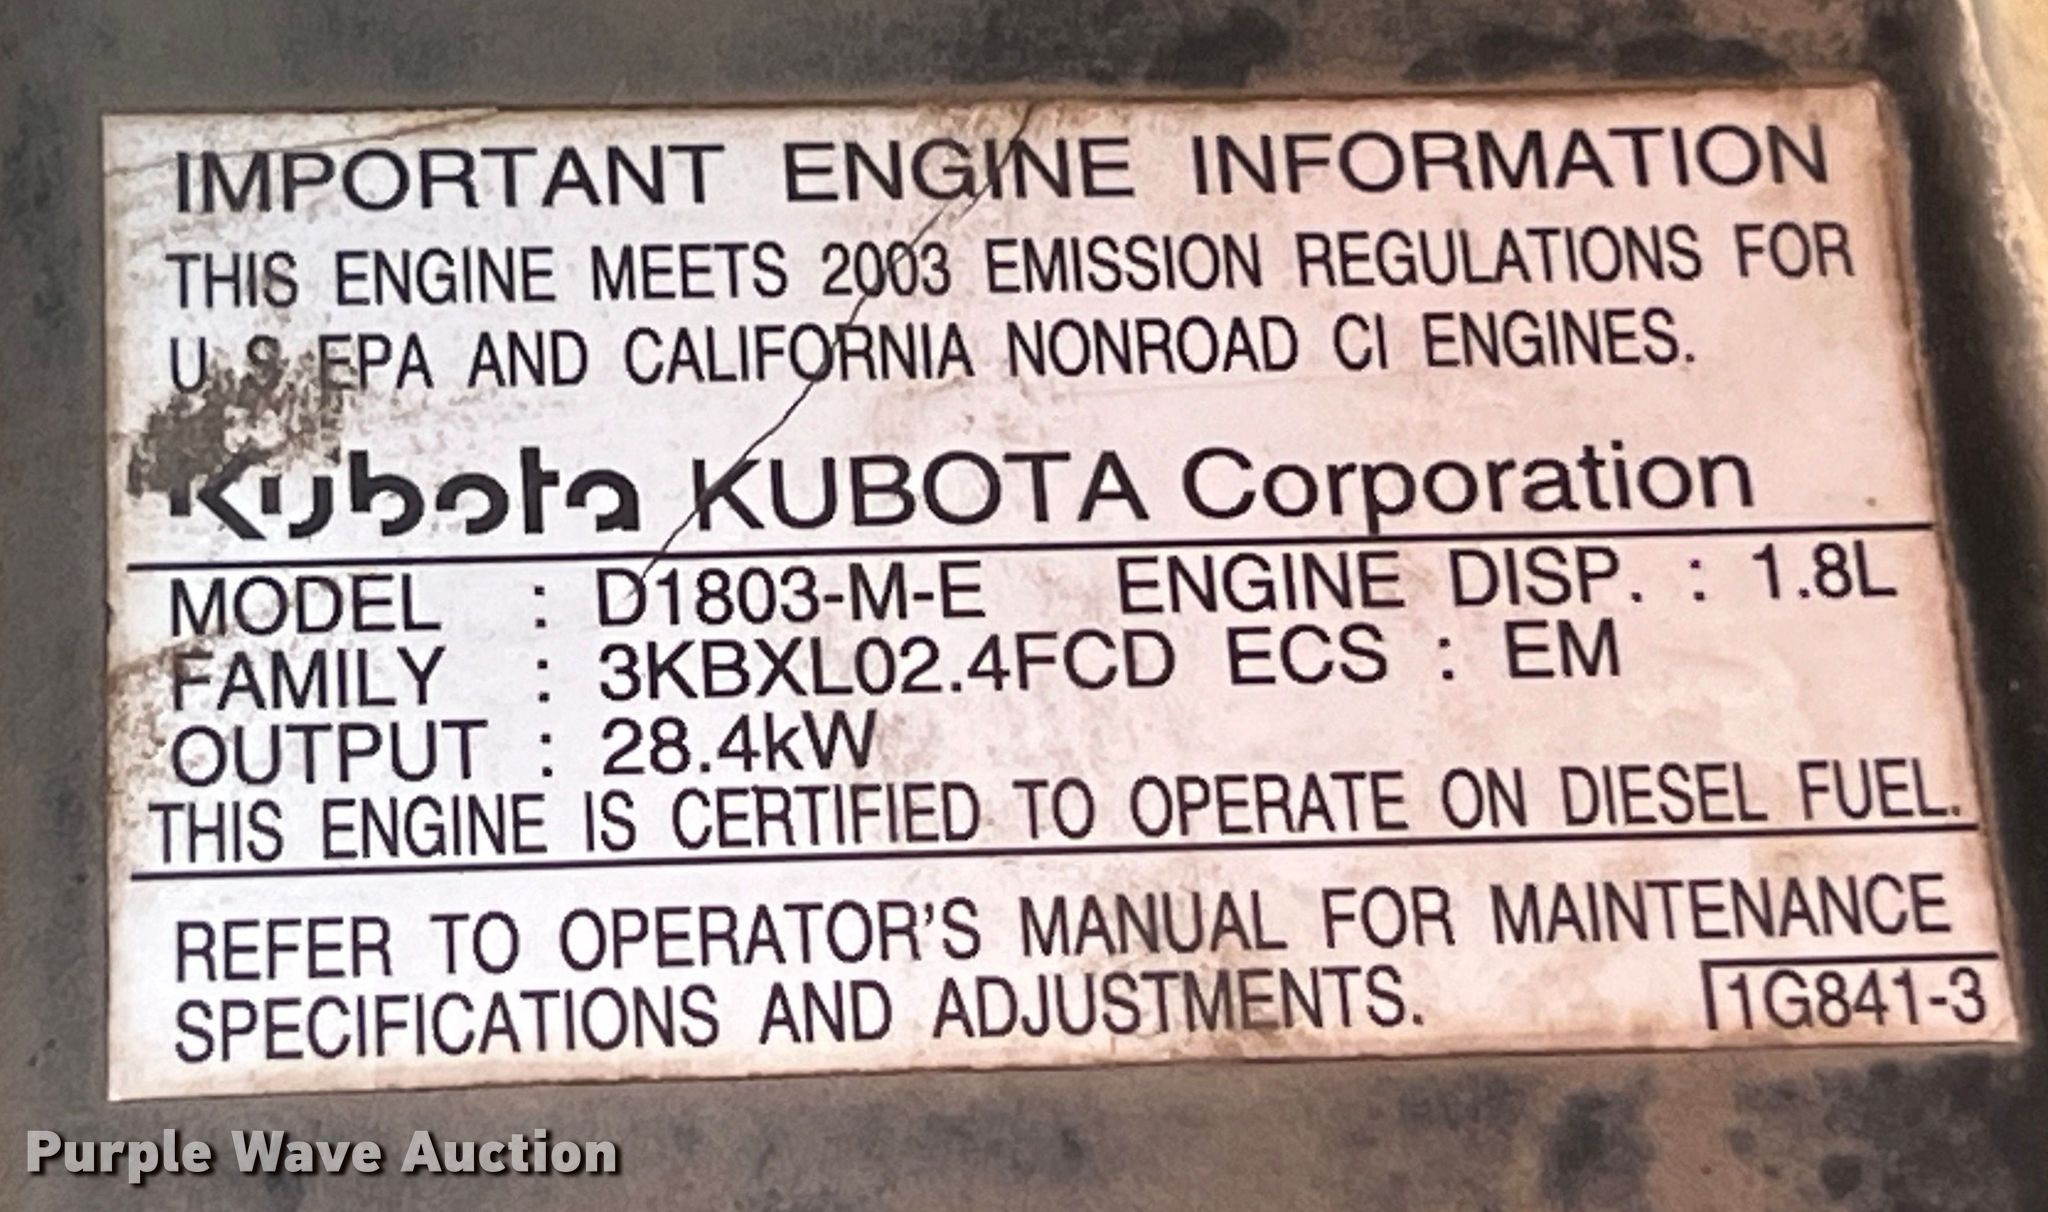 IMPORTANT ENGINE INFORMATION
THIS ENGINE MEETS 2003 EMISSION REGULATIONS FOR
U S EPA AND CALIFORNIA NONROAD CI ENGINES.
Kubota KUBOTA Corporation
MODEL : D1803-M-E ENGINE DISP. : 1.8L
FAMILY : 3KBXL02.4FCD ECS : EM
OUTPUT : 28.4kW
THIS ENGINE IS CERTIFIED TO OPERATE ON DIESEL FUEL.
REFER TO OPERATOR'S MANUAL FOR MAINTENANCE
SPECIFICATIONS AND ADJUSTMENTS.
1G841-3
Purple Wave Auction